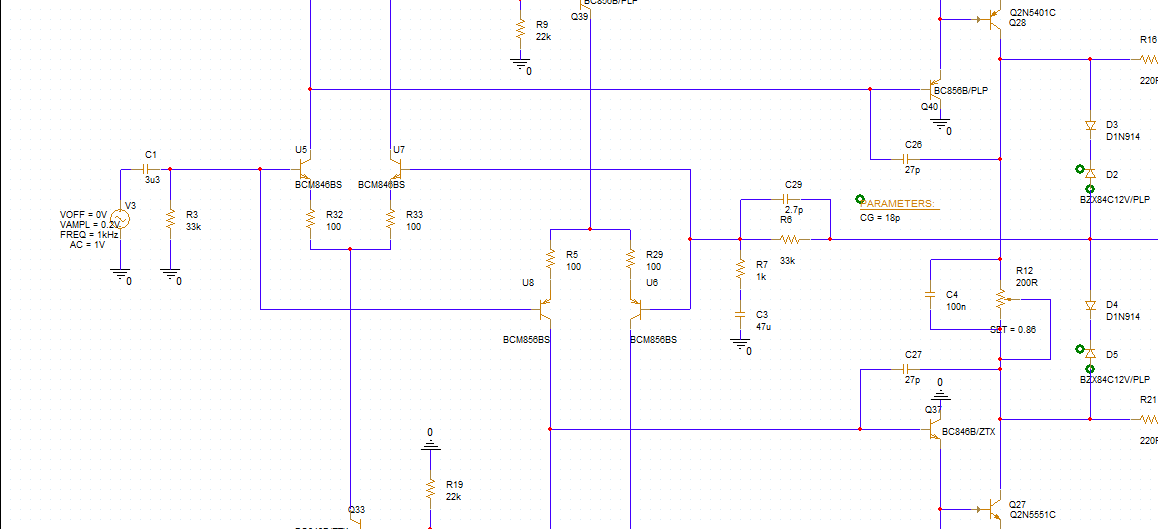 BC856B/PLP
Q39
R9
22k
0
Q2N5401C
Q28
R16
220R
BC856B/PLP
Q40
0
D3
D1N914
C26
27p
U5
U7
BCM846BS
BCM846BS
C1
3u3
V3
VOFF = 0V
VAMPL = 0.2V
FREQ = 1kHz
AC = 1V
R3
33k
0
0
R32
100
R33
100
D2
BZX84C12V/PLP
C29
2.7p
R6
33k
PARAMETERS:
CG = 18p
R5
100
R29
100
U8
U6
BCM856BS
BCM856BS
R7
1k
C3
47u
0
C4
100n
R12
200R
SET = 0.86
D4
D1N914
D5
BZX84C12V/PLP
C27
27p
0
Q37
BC846B/ZTX
R21
220R
0
R19
22k
Q33
Q27
Q2N5551C